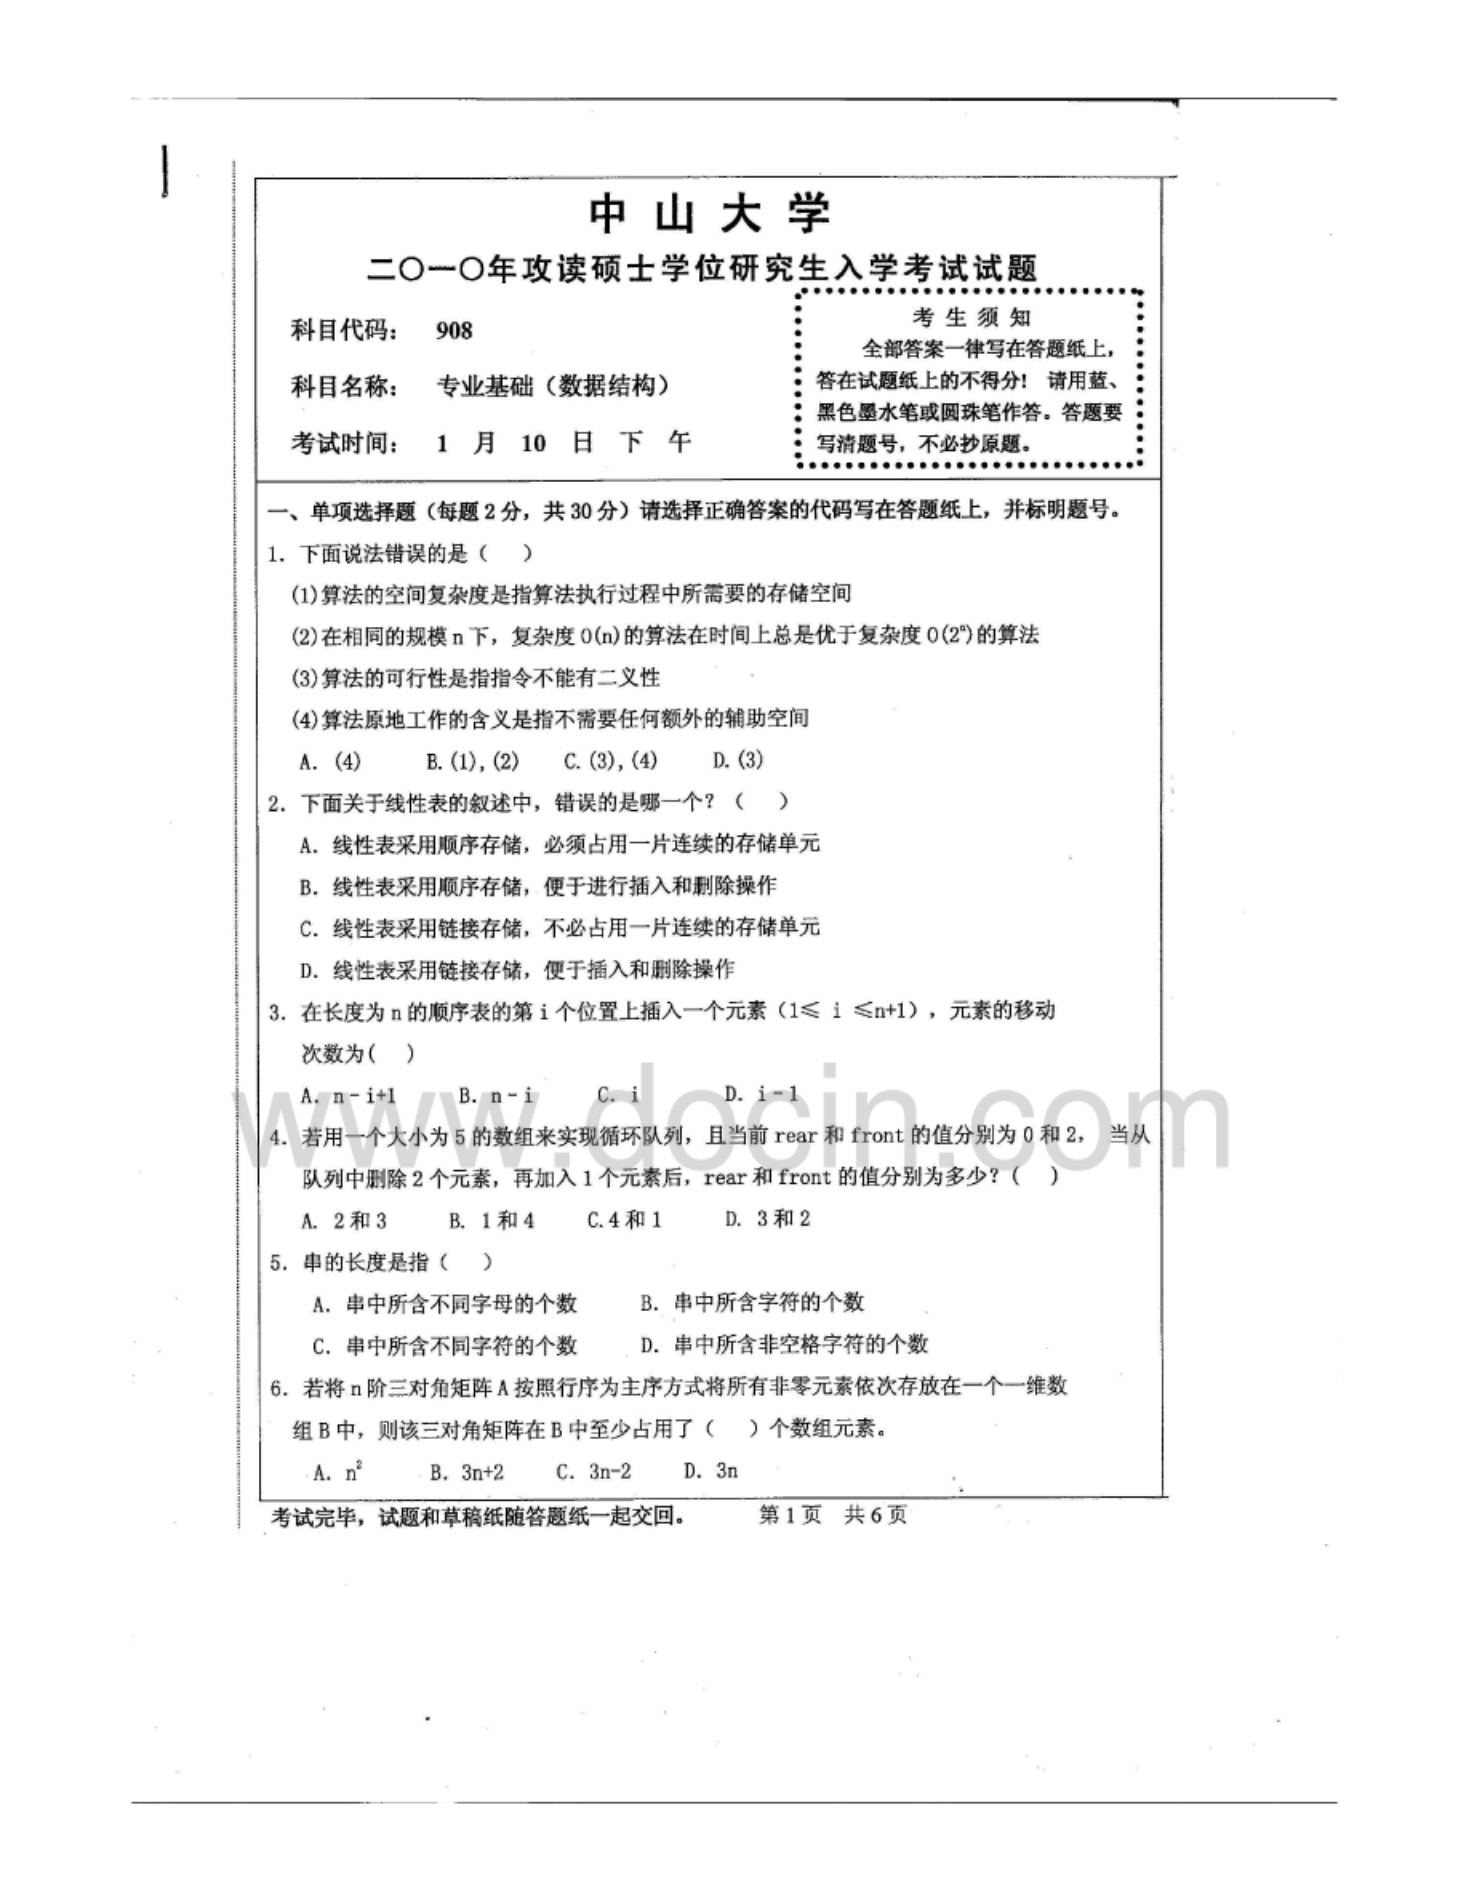 中山大学
二〇一〇年攻读硕士学位研究生入学考试试题
科目代码： 908
科目名称： 专业基础（数据结构）
考试时间： 1 月 10 日 下 午
考 生 须 知
全部答案一律写在答题纸上，
答在试题纸上的不得分！ 请用蓝、
黑色墨水笔或圆珠笔作答。答题要
写清题号，不必抄原题。
一、单项选择题（每题 2 分，共 30 分）请选择正确答案的代码写在答题纸上，并标明题号。
1. 下面说法错误的是（ ）
(1)算法的空间复杂度是指算法执行过程中所需要的存储空间
(2)在相同的规模 n 下，复杂度 O(n)的算法在时间上总是优于复杂度 O(2ⁿ)的算法
(3)算法的可行性是指指令不能有二义性
(4)算法原地工作的含义是指不需要任何额外的辅助空间
A. (4) B.(1),(2) C.(3),(4) D.(3)
2. 下面关于线性表的叙述中，错误的是哪一个？（ ）
A. 线性表采用顺序存储，必须占用一片连续的存储单元
B. 线性表采用顺序存储，便于进行插入和删除操作
C. 线性表采用链接存储，不必占用一片连续的存储单元
D. 线性表采用链接存储，便于插入和删除操作
3. 在长度为 n 的顺序表的第 i 个位置上插入一个元素（1≤ i ≤n+1），元素的移动
次数为( )
A. n－i+1 B. n－i C. i D. i－1
4. 若用一个大小为 5 的数组来实现循环队列，且当前 rear 和 front 的值分别为 0 和 2， 当从
队列中删除 2 个元素，再加入 1 个元素后，rear 和 front 的值分别为多少？( )
A. 2 和 3 B. 1 和 4 C.4 和 1 D. 3 和 2
5. 串的长度是指（ ）
A. 串中所含不同字母的个数 B. 串中所含字符的个数
C. 串中所含不同字符的个数 D. 串中所含非空格字符的个数
6. 若将 n 阶三对角矩阵 A 按照行序为主序方式将所有非零元素依次存放在一个一维数
组 B 中，则该三对角矩阵在 B 中至少占用了（ ）个数组元素。
A. n² B. 3n+2 C. 3n-2 D. 3n
考试完毕，试题和草稿纸随答题纸一起交回。 第 1 页 共 6 页
www.docin.com